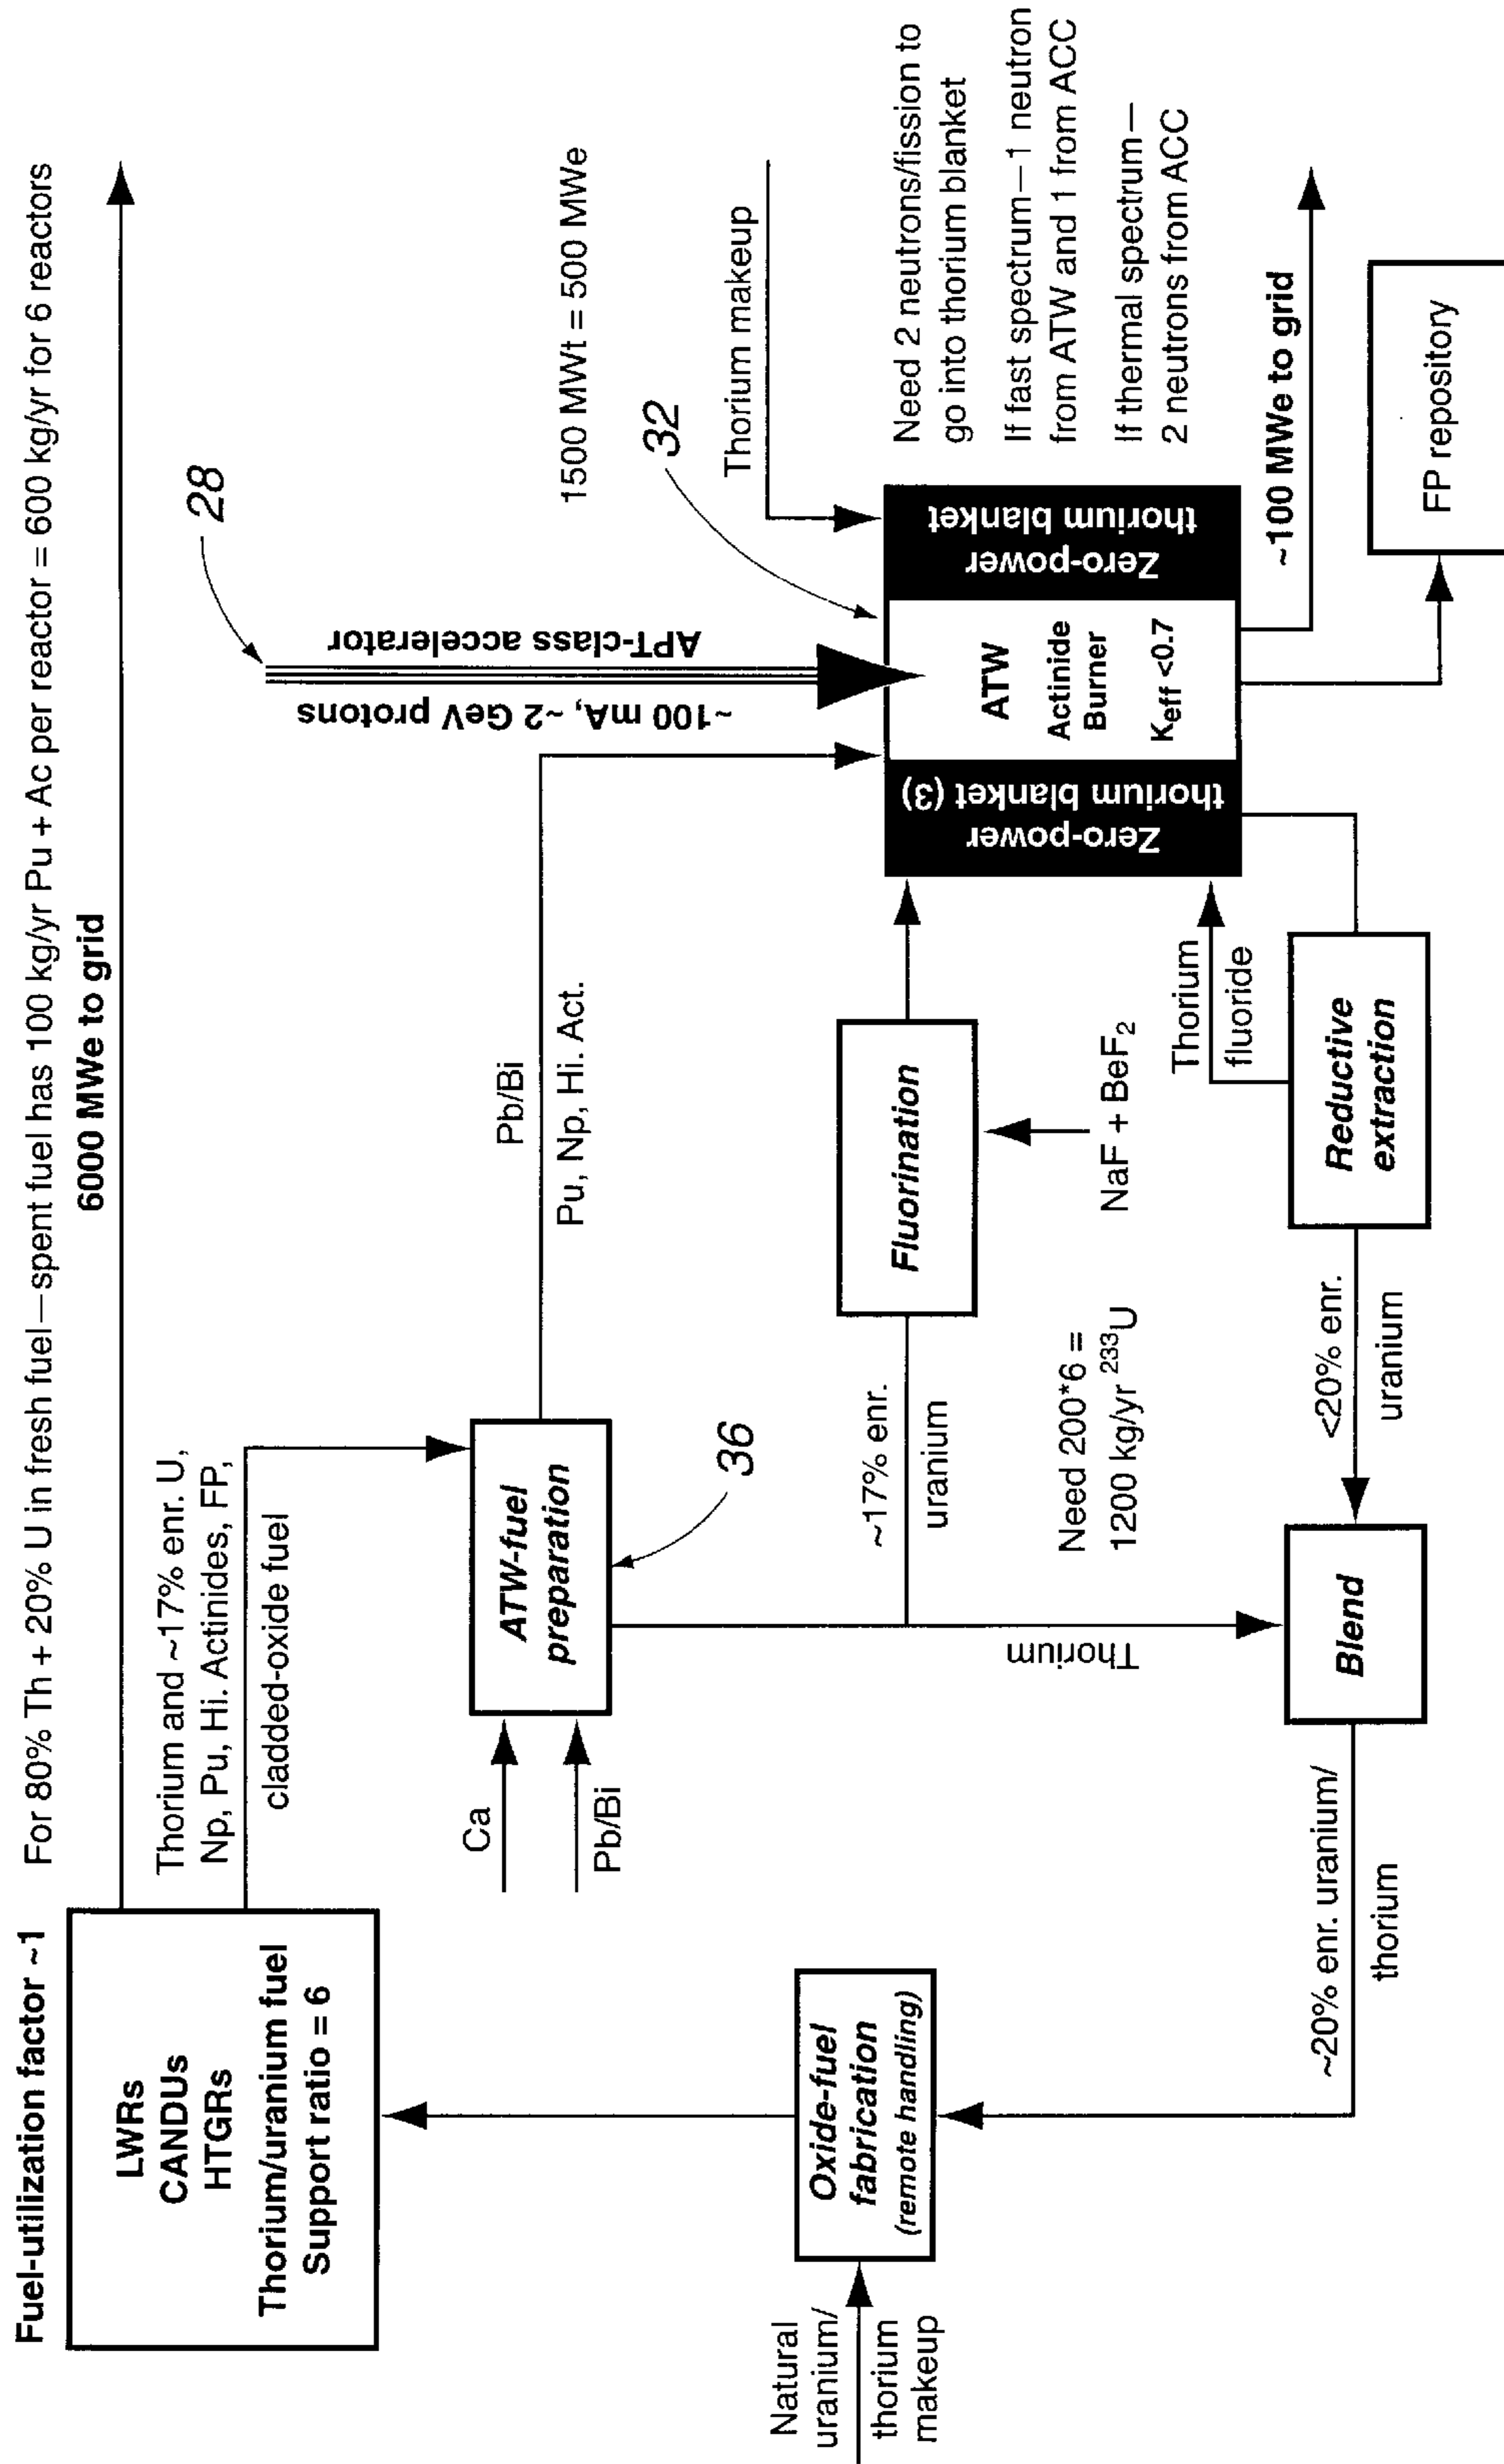 Fuel-utilization factor ~1
For 80% Th + 20% U in fresh fuel—spent fuel has 100 kg/yr Pu + Ac per reactor = 600 kg/yr for 6 reactors
6000 MWe to grid
LWRs
CANDUs
HTGRs
Thorium/uranium fuel
Support ratio = 6
Thorium and ~17% enr. U,
Np, Pu, Hi. Actinides, FP,
cladded-oxide fuel
28
~100 mA, ~2 GeV protons
APT-class accelerator
1500 MWt = 500 MWe
32
Ca
Pb/Bi
ATW-fuel
preparation
36
Pb/Bi
Pu, Np, Hi. Act.
Thorium makeup
Natural
uranium/
thorium
makeup
Oxide-fuel
fabrication
(remote handling)
~17% enr.
uranium
Thorium
Need 200*6 =
1200 kg/yr ²³³U
Fluorination
NaF + BeF₂
Zero-power
thorium blanket (3)
ATW
Actinide
Burner
Keff <0.7
Zero-power
thorium blanket
Need 2 neutrons/fission to
go into thorium blanket
If fast spectrum—1 neutron
from ATW and 1 from ACC
If thermal spectrum—
2 neutrons from ACC
Thorium
fluoride
~100 MWe to grid
~20% enr. uranium/
thorium
Blend
<20% enr.
uranium
Reductive
extraction
FP repository